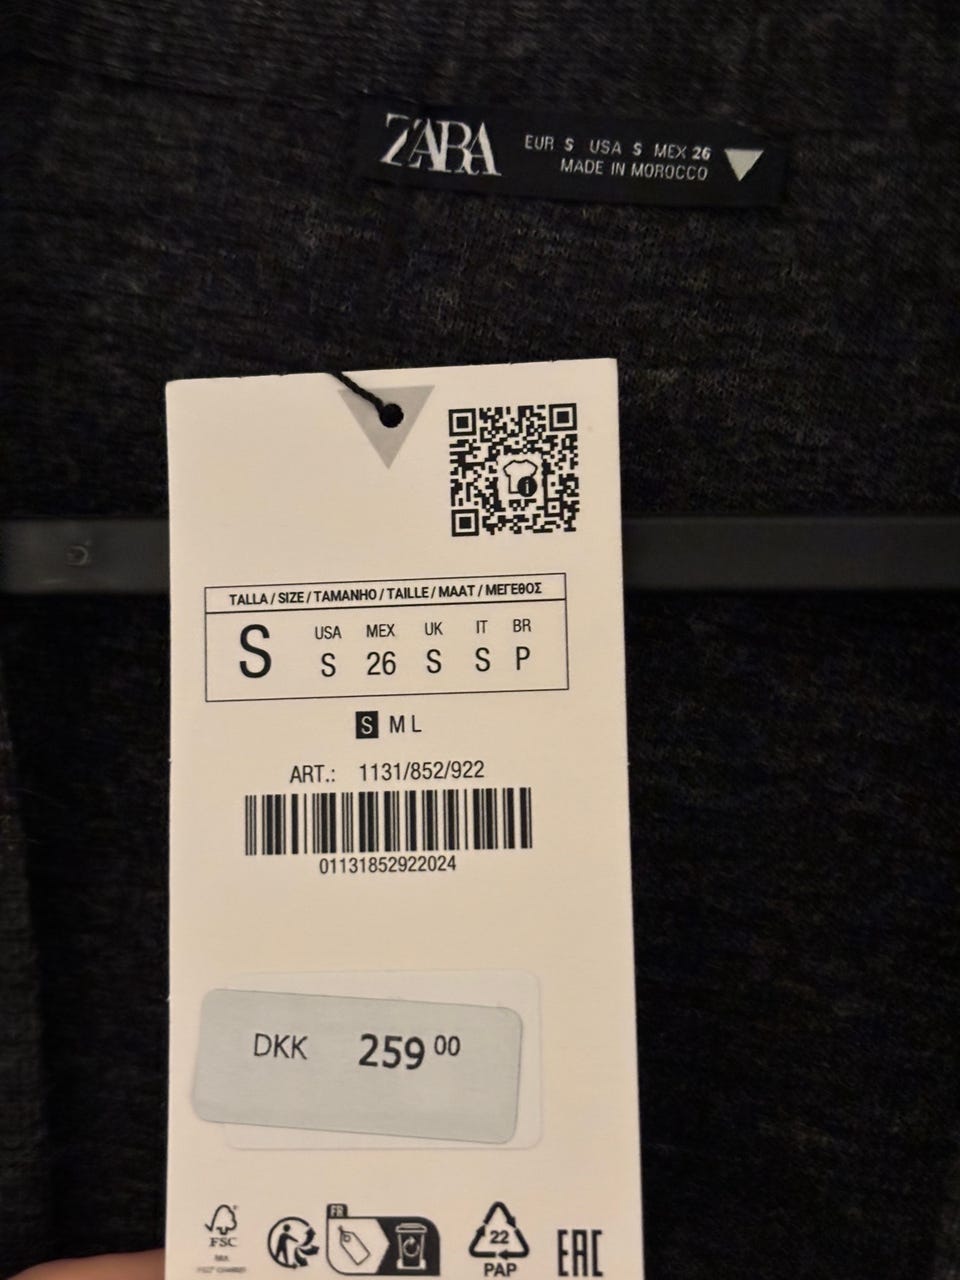 ZARA
EUR S USA S MEX 26
MADE IN MOROCCO
TALLA / SIZE / TAMANHO / TAILLE / MAAT / ΜΕΓΕΘΟΣ
USA MEX UK IT BR
S S 26 S S P
S M L
ART.: 1131/852/922
01131852922024
DKK 259 00
FR
FSC
22
PAP
EAC